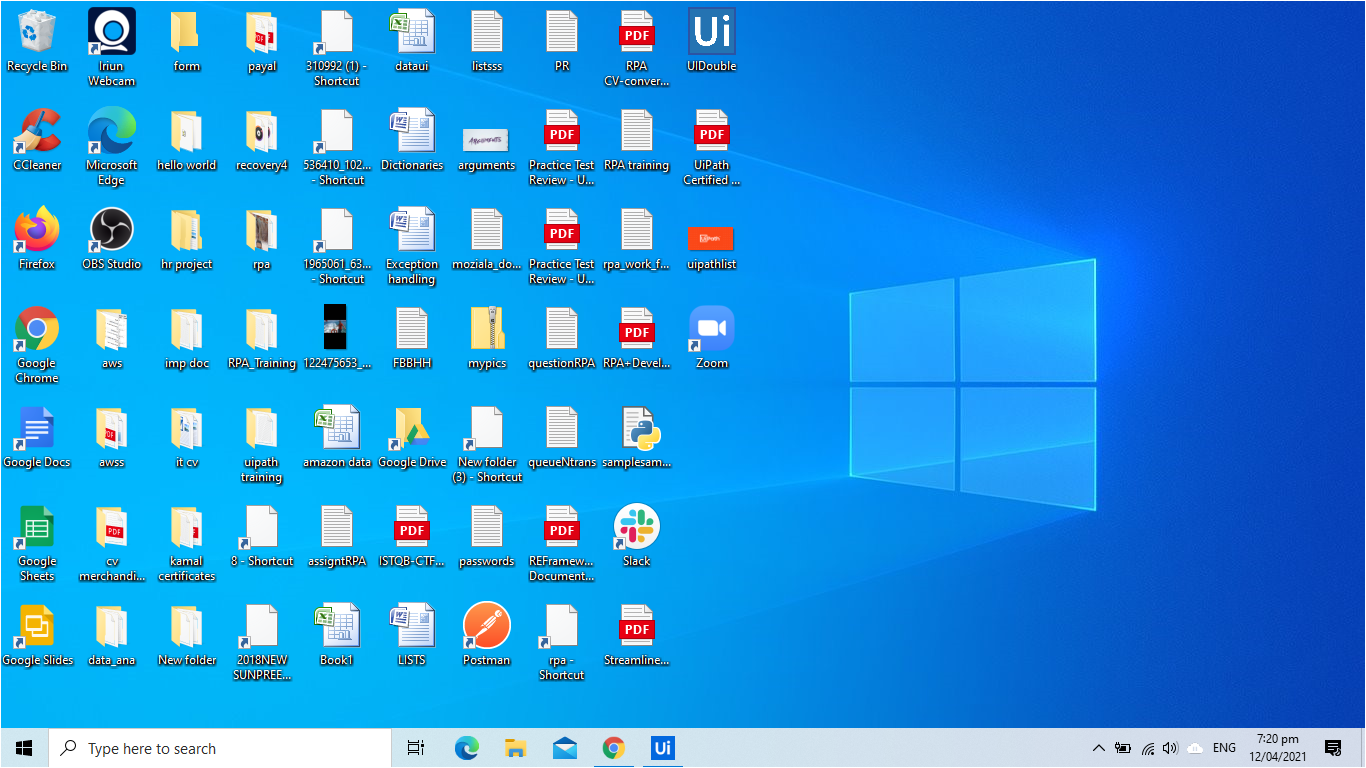 Recycle Bin
Iriun
Webcam
form
payal
310992 (1) -
Shortcut
dataui
listsss
PR
PDF
RPA
CV-conver...
Ui
UIDouble
CCleaner
Microsoft
Edge
hello world
recovery4
536410_102...
- Shortcut
Dictionaries
ARGUMENTS
arguments
PDF
Practice Test
Review - U...
RPA training
PDF
UiPath
Certified ...
Firefox
OBS Studio
hr project
rpa
1965061_63...
- Shortcut
Exception
handling
moziala_do...
PDF
Practice Test
Review - U...
rpa_work_f...
UiPath
uipathlist
Google
Chrome
aws
imp doc
RPA_Training
122475653_...
FBBHH
mypics
questionRPA
PDF
RPA+Devel...
Zoom
Google Docs
PDF
awss
it cv
uipath
training
amazon data
Google Drive
New folder
(3) - Shortcut
queueNtrans
samplesam...
Google
Sheets
PDF
cv
merchandi...
kamal
certificates
8 - Shortcut
assigntRPA
PDF
ISTQB-CTF...
passwords
PDF
REFramew...
Document...
Slack
Google Slides
data_ana
New folder
2018NEW
SUNPREE...
Book1
LISTS
Postman
rpa -
Shortcut
PDF
Streamline...
Type here to search
Ui
ENG
7:20 pm
12/04/2021